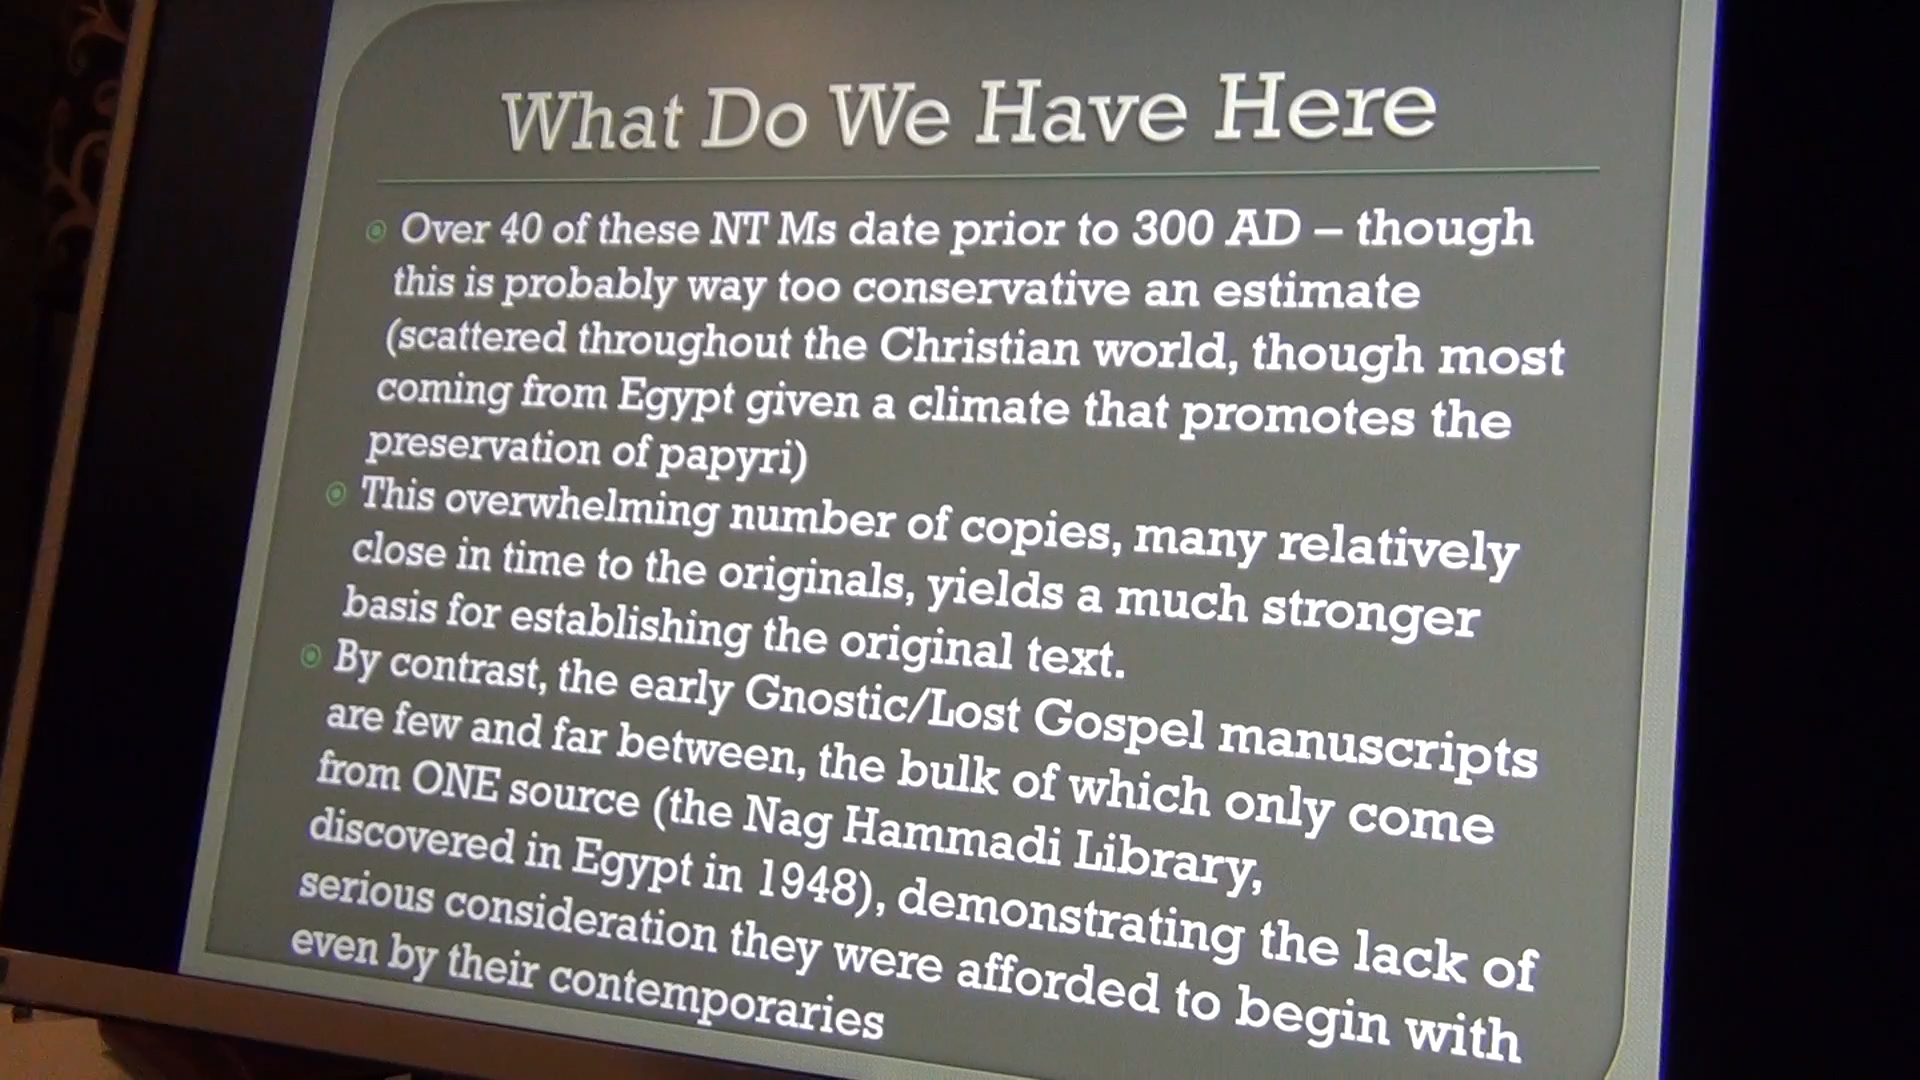 What Do We Have Here
Over 40 of these NT Ms date prior to 300 AD – though
this is probably way too conservative an estimate
(scattered throughout the Christian world, though most
coming from Egypt given a climate that promotes the
preservation of papyri)
This overwhelming number of copies, many relatively
close in time to the originals, yields a much stronger
basis for establishing the original text.
By contrast, the early Gnostic/Lost Gospel manuscripts
are few and far between, the bulk of which only come
from ONE source (the Nag Hammadi Library,
discovered in Egypt in 1948), demonstrating the lack of
serious consideration they were afforded to begin with
even by their contemporaries